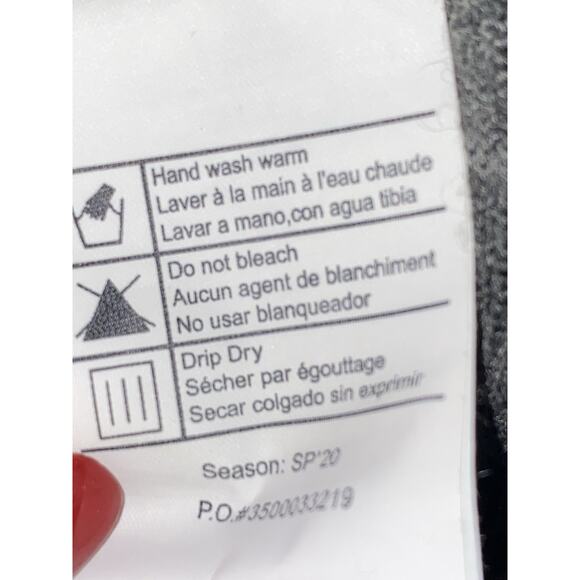 Hand wash warm
Laver à la main à l'eau chaude
Lavar a mano,con agua tibia
Do not bleach
Aucun agent de blanchiment
No usar blanqueador
Drip Dry
Sécher par égouttage
Secar colgado sin exprimir
Season: SP'20
P.O.#3500033219